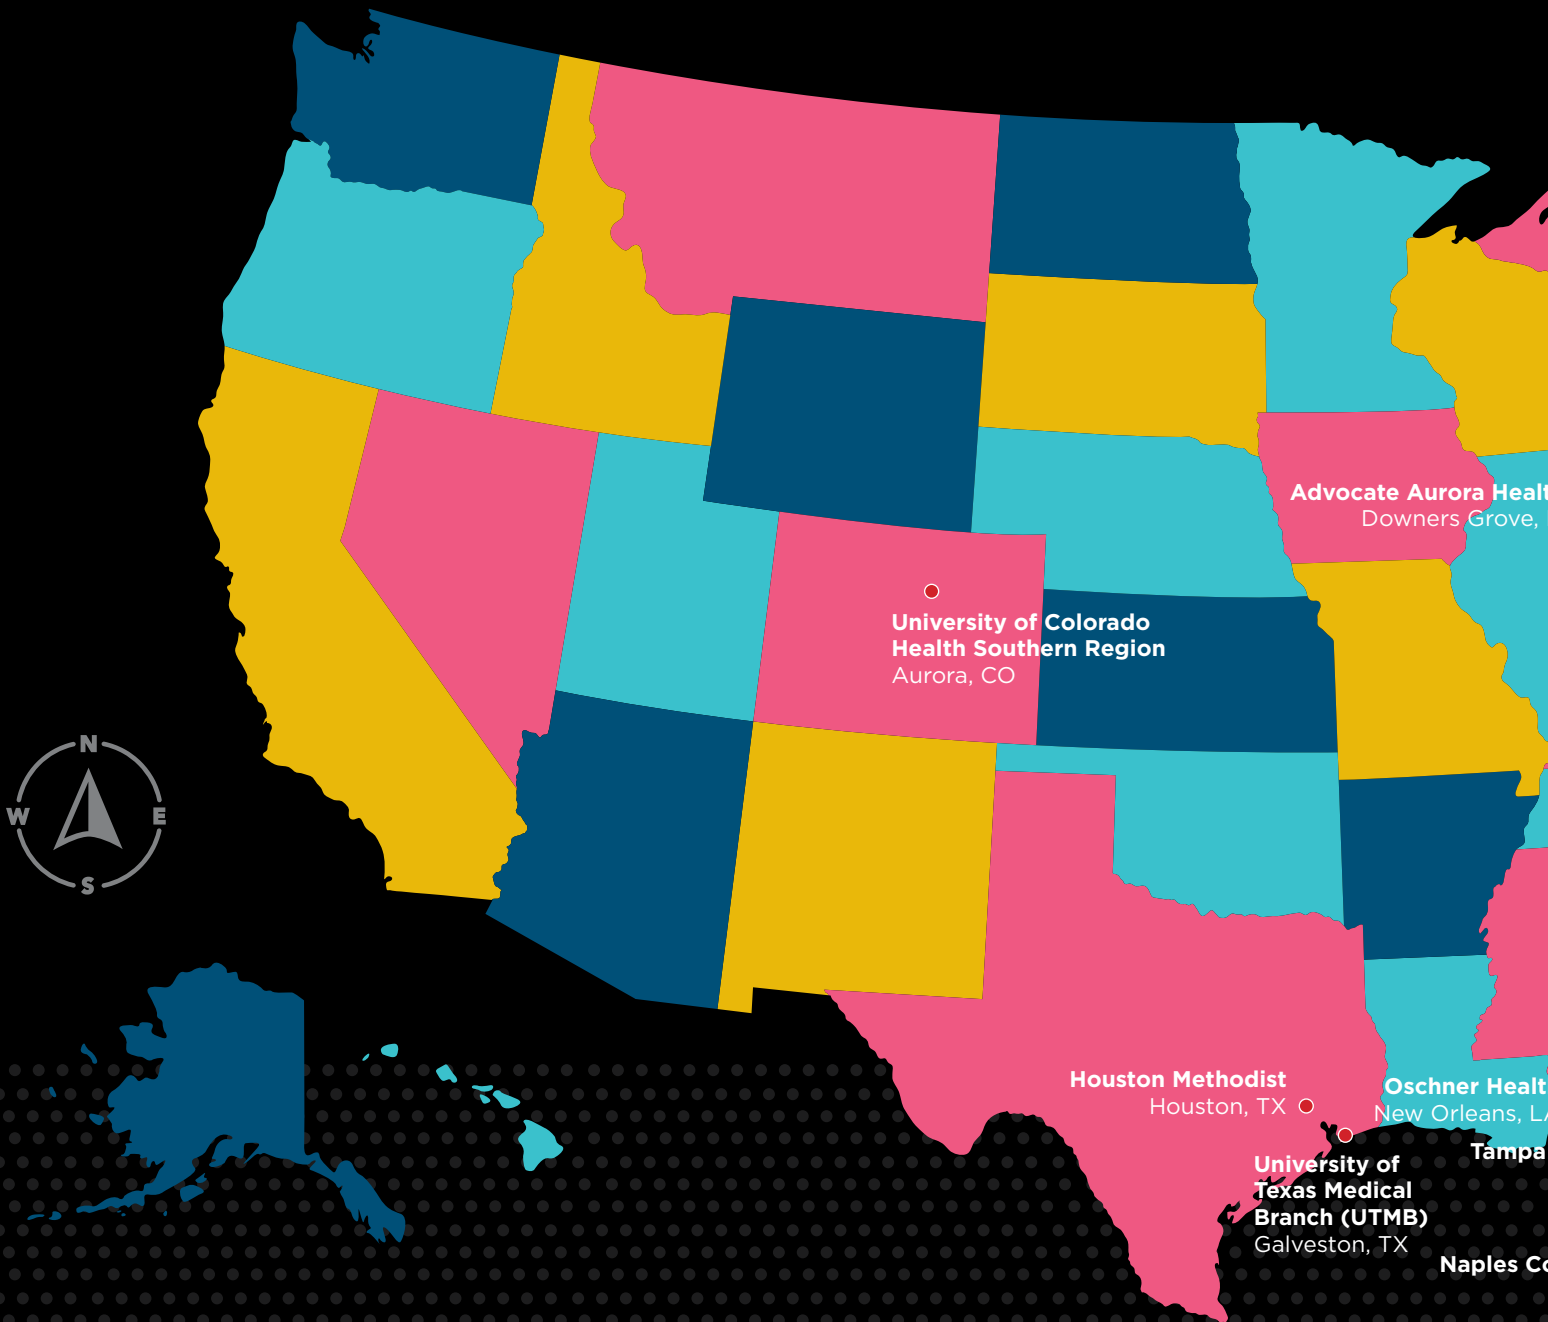 Advocate Aurora Healt
Downers Grove,
University of Colorado
Health Southern Region
Aurora, CO
N
W
E
S
Houston Methodist
Houston, TX
Oschner Healt
New Orleans, LA
Tampa
University of
Texas Medical
Branch (UTMB)
Galveston, TX
Naples Co